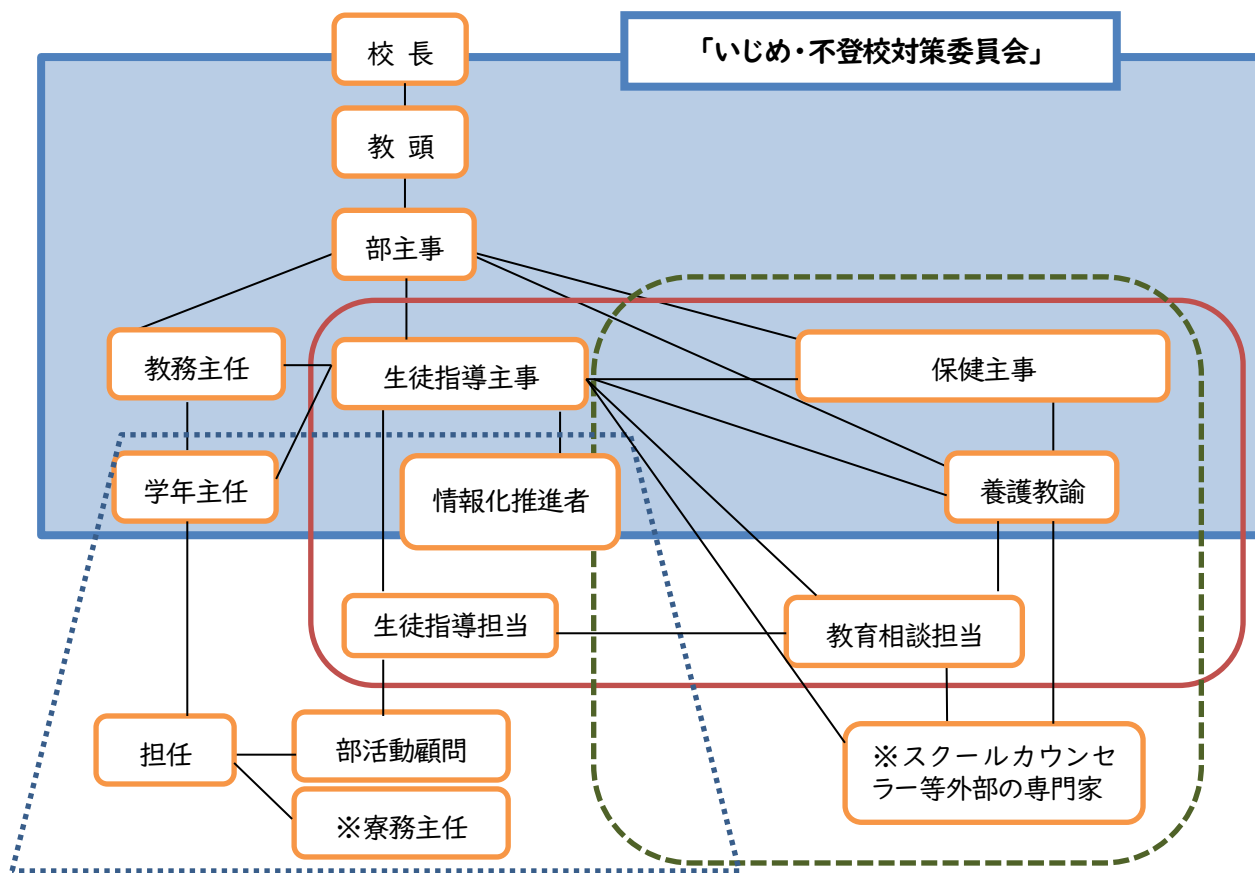 校 長
「いじめ・不登校対策委員会」
教 頭
部主事
教務主任
生徒指導主事
保健主事
学年主任
情報化推進者
養護教諭
生徒指導担当
教育相談担当
担任
部活動顧問
※スクールカウンセ
ラー等外部の専門家
※寮務主任